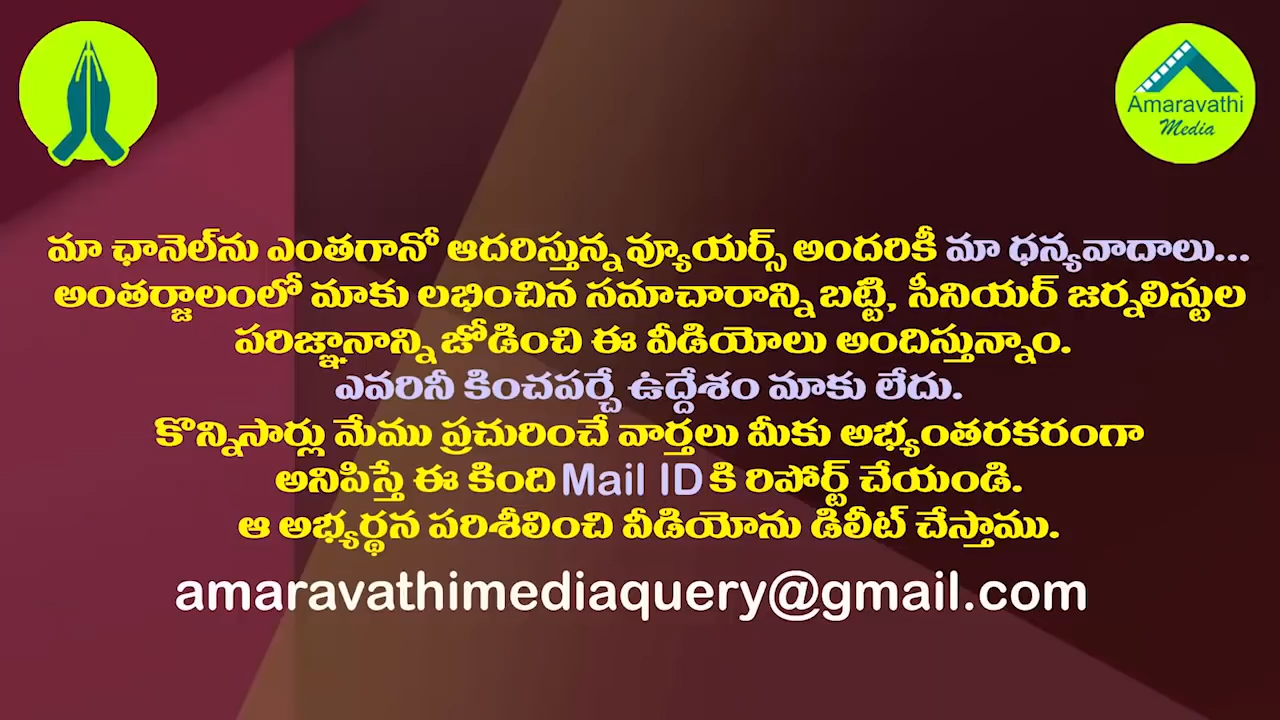 Amaravathi
Media
మా ఛానెల్‌ను ఎంతగానో ఆదరిస్తున్న వ్యూయర్స్ అందరికీ మా ధన్యవాదాలు...
అంతర్జాలంలో మాకు లభించిన సమాచారాన్ని బట్టి, సీనియర్ జర్నలిస్టుల
పరిజ్ఞానాన్ని జోడించి ఈ వీడియోలు అందిస్తున్నాం.
ఎవరినీ కించపర్చే ఉద్దేశం మాకు లేదు.
కొన్నిసార్లు మేము ప్రచురించే వార్తలు మీకు అభ్యంతరకరంగా
అనిపిస్తే ఈ కింది Mail ID కి రిపోర్ట్ చేయండి.
ఆ అభ్యర్థన పరిశీలించి వీడియోను డిలీట్ చేస్తాము.
amaravathimediaquery@gmail.com